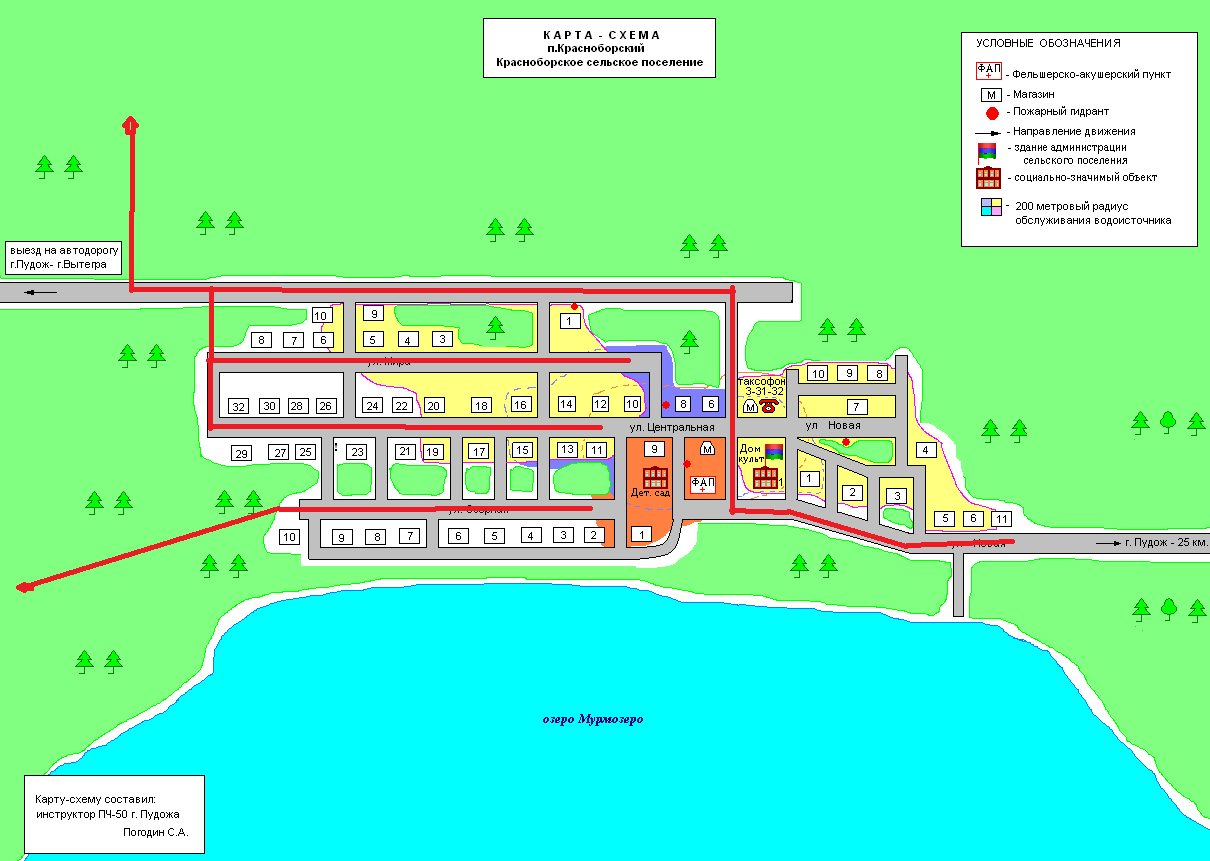 К А Р Т А - С Х Е М А
п.Красноборский
Красноборское сельское поселение
УСЛОВНЫЕ ОБОЗНАЧЕНИЯ
ФАП - Фельшерско-акушерский пункт
М - Магазин
- Пожарный гидрант
- Направление движения
- здание администрации
сельского поселения
- социально-значимый объект
- 200 метровый радиус
обслуживания водоисточника
выезд на автодорогу
г.Пудож- г.Вытегра
10 9 1
8 7 6 5 4 3
ул. Мира
таксофон
3-31-32
10 9 8
32 30 28 26 24 22 20 18 16 14 12 10 8 6 М 7
ул. Центральная
ул Новая
29 27 25 ! 23 21 19 17 15 13 11 9 М
Дом
культ
4
Дет. сад
ФАП
1 1 2 3
ул. Озерная
10 9 8 7 6 5 4 3 2 1
5 6 11
ул. Новая
г. Пудож - 25 км.
озеро Мурмозеро
Карту-схему составил:
инструктор ПЧ-50 г. Пудожа
Погодин С.А.